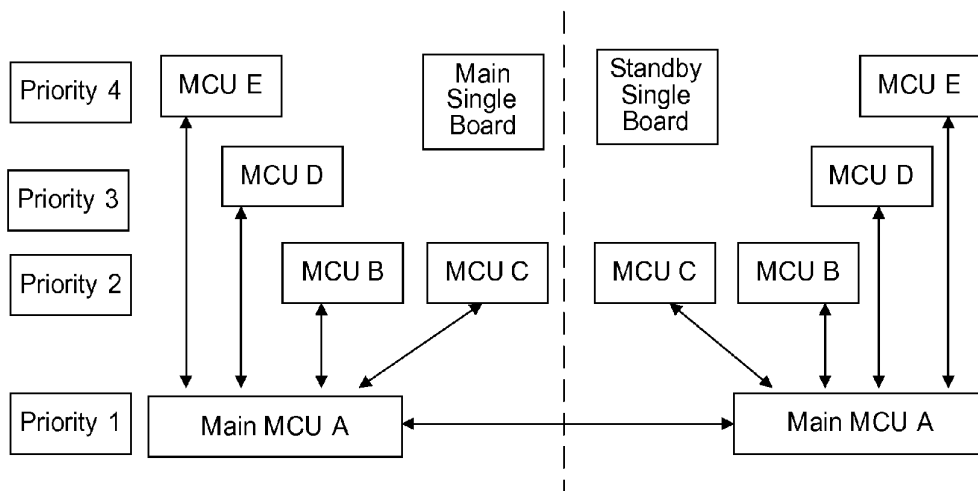 Priority 4
MCU E
Main
Single
Board
Standby
Single
Board
MCU E
Priority 3
MCU D
MCU D
Priority 2
MCU B
MCU C
MCU C
MCU B
Priority 1
Main MCU A
Main MCU A